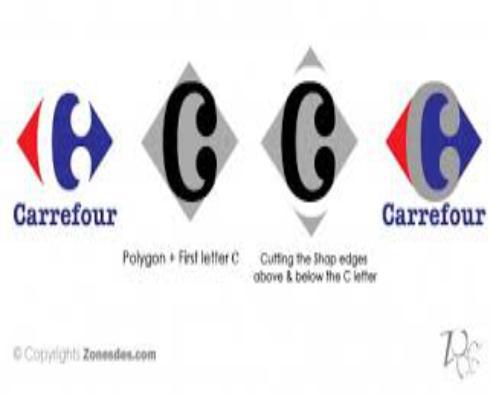 Carrefour
Carrefour
Polygon + First letter C
Cutting the Shap edges
above & below the C letter
© Copyrights Zonesdes.com